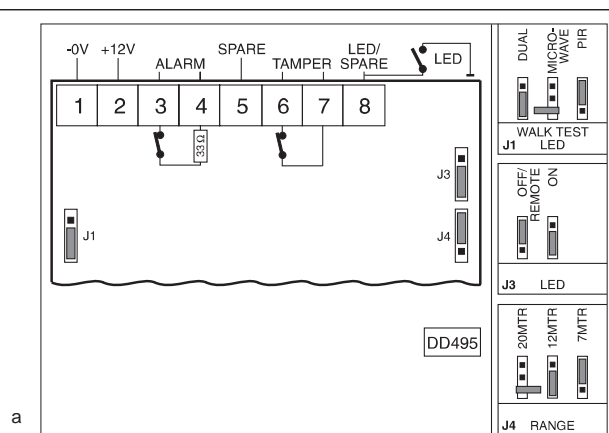 -0V +12V ALARM SPARE TAMPER LED/
SPARE
LED
1 2 3 4 5 6 7 8
33 Ω
J1
J3
J4
DD495
a
DUAL
MICRO-
WAVE
PIR
WALK TEST
J1 LED
OFF/
REMOTE
ON
J3 LED
20MTR
12MTR
7MTR
J4 RANGE